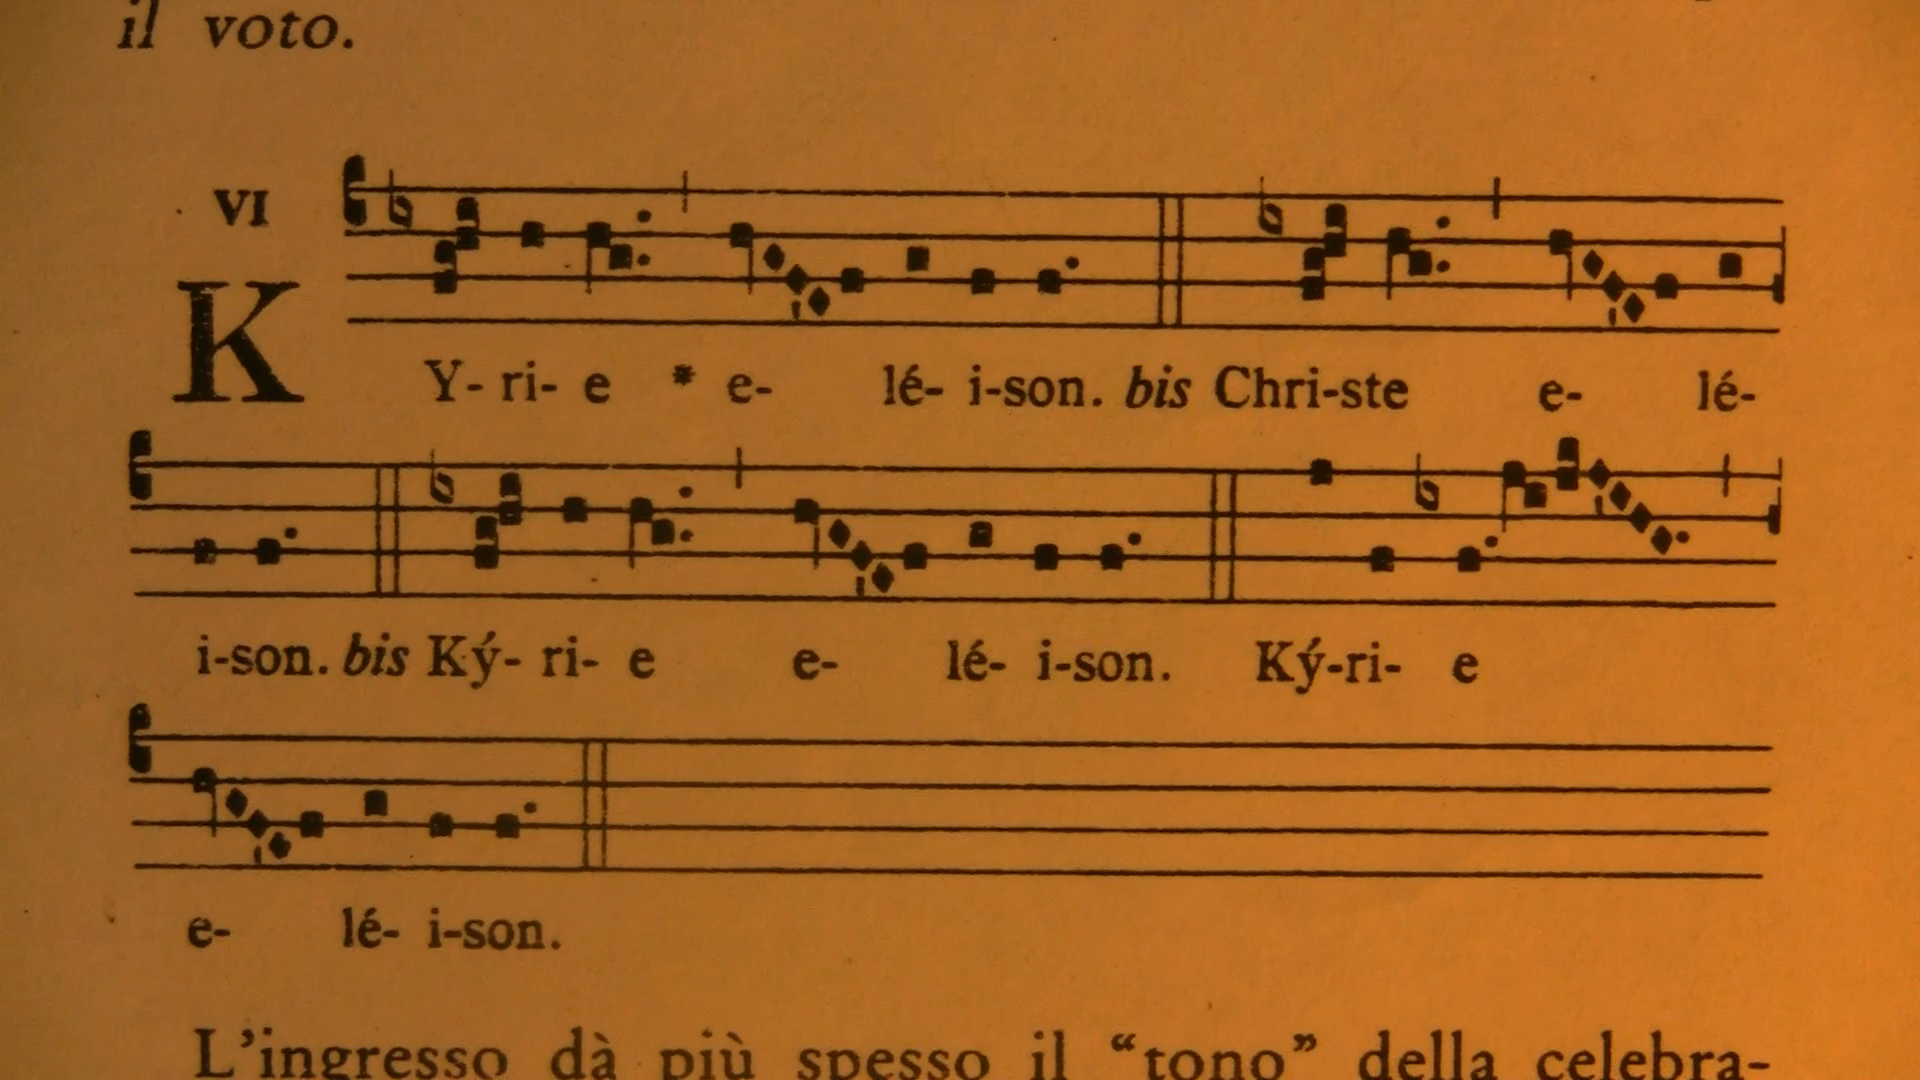 il voto.
VI
KY- ri- e * e- lé- i-son. bis Chri-ste e- lé-
i-son. bis Ký- ri- e e- lé- i-son. Ký-ri- e
e- lé- i-son.
L’ingresso dà più spesso il “tono” della celebra-